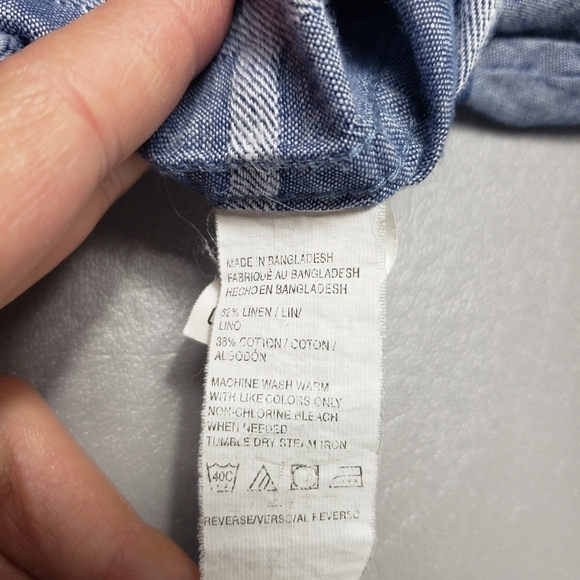 MADE IN BANGLADESH
FABRIQUÉ AU BANGLADESH
HECHO EN BANGLADESH
62% LINEN / LIN/
LINO
38% COTTON / COTON/
ALGODÓN
MACHINE WASH WARM
WITH LIKE COLORS ONLY
NON-CHLORINE BLEACH
WHEN NEEDED
TUMBLE DRY STEAM IRON
40C
REVERSE/VERSO/AL REVERSO